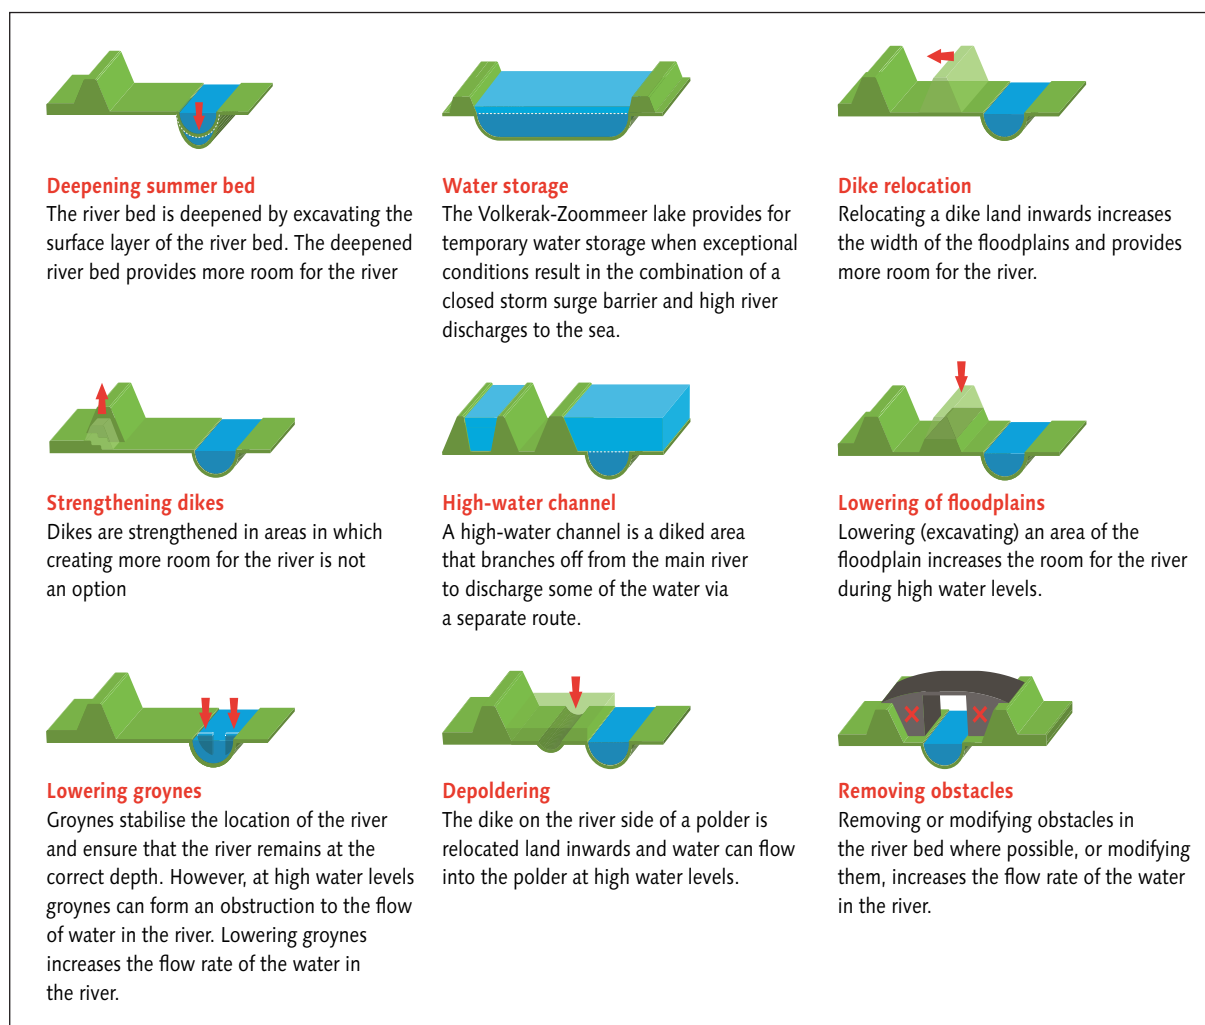 Deepening summer bed
The river bed is deepened by excavating the
surface layer of the river bed. The deepened
river bed provides more room for the river
Water storage
The Volkerak-Zoommeer lake provides for
temporary water storage when exceptional
conditions result in the combination of a
closed storm surge barrier and high river
discharges to the sea.
Dike relocation
Relocating a dike land inwards increases
the width of the floodplains and provides
more room for the river.
Strengthening dikes
Dikes are strengthened in areas in which
creating more room for the river is not
an option
High-water channel
A high-water channel is a diked area
that branches off from the main river
to discharge some of the water via
a separate route.
Lowering of floodplains
Lowering (excavating) an area of the
floodplain increases the room for the river
during high water levels.
Lowering groynes
Groynes stabilise the location of the river
and ensure that the river remains at the
correct depth. However, at high water levels
groynes can form an obstruction to the flow
of water in the river. Lowering groynes
increases the flow rate of the water in
the river.
Depoldering
The dike on the river side of a polder is
relocated land inwards and water can flow
into the polder at high water levels.
Removing obstacles
Removing or modifying obstacles in
the river bed where possible, or modifying
them, increases the flow rate of the water
in the river.